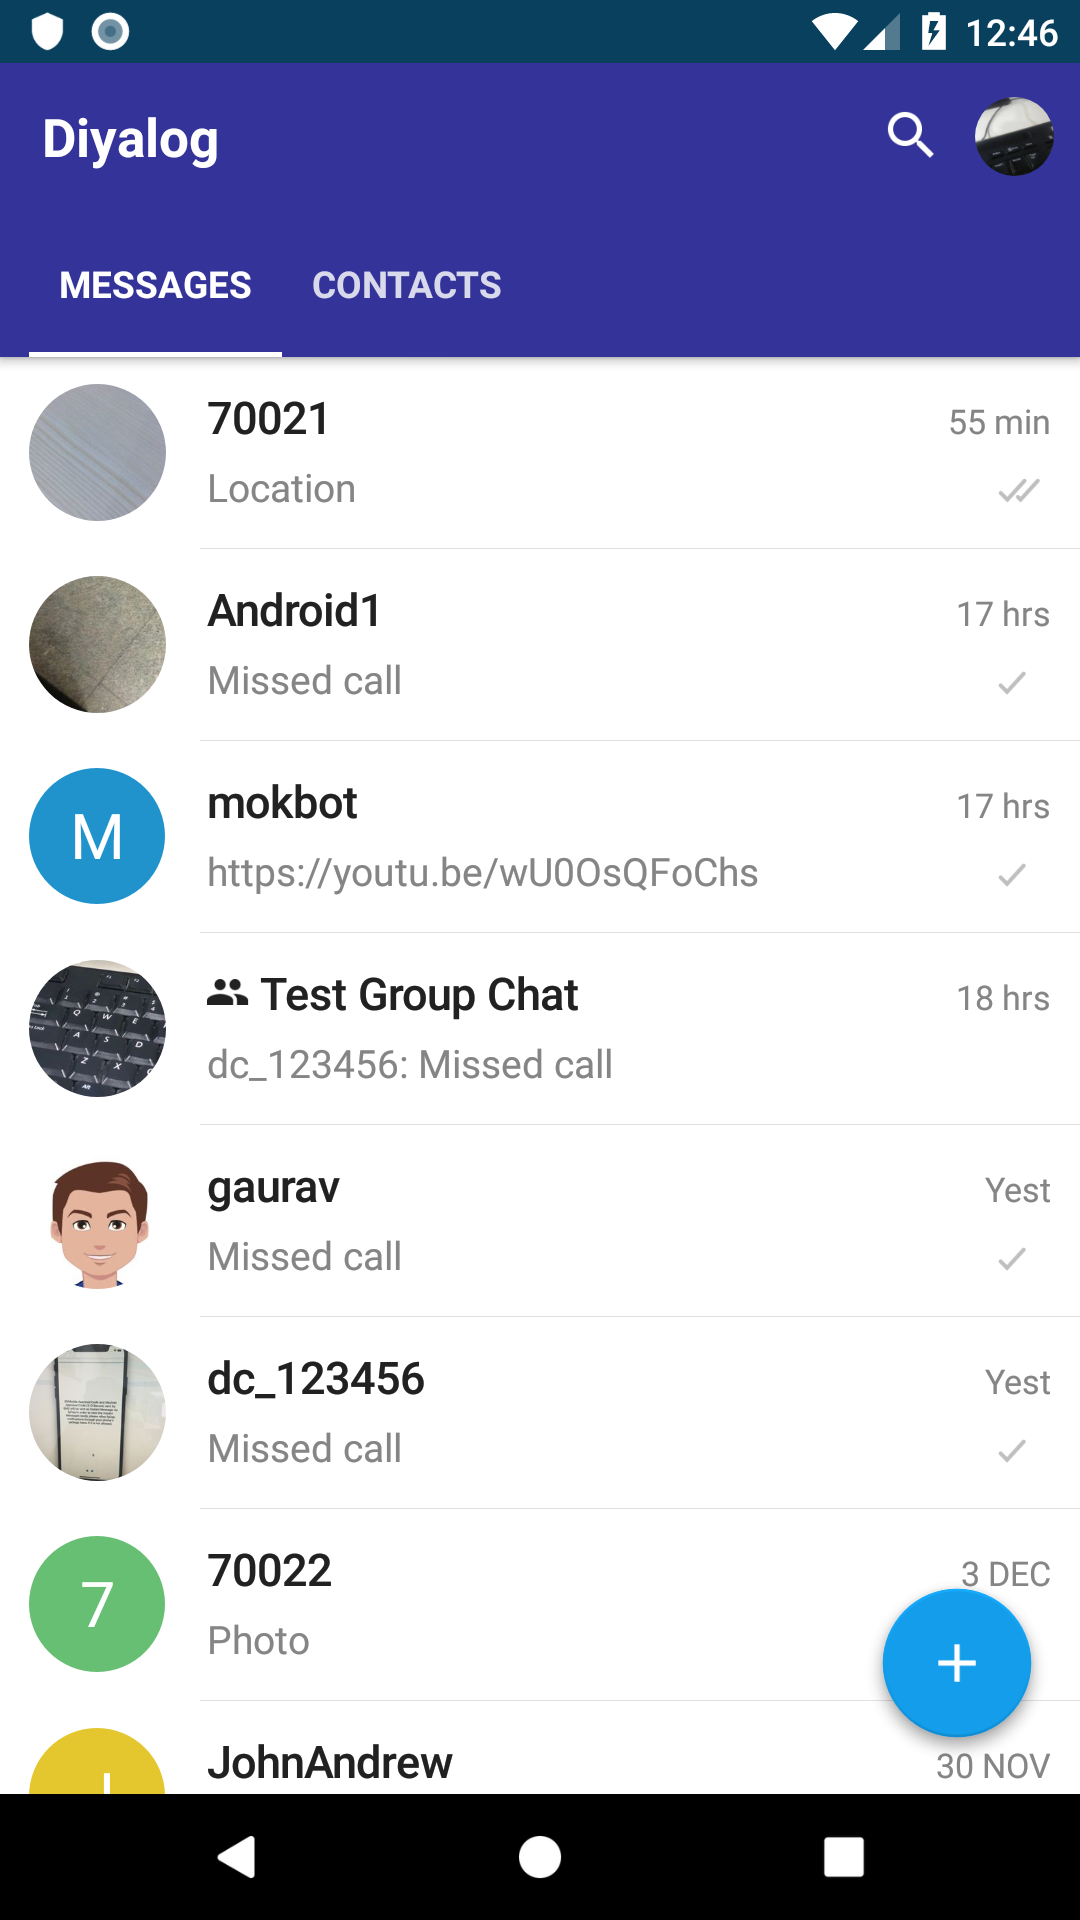 12:46
Diyalog
MESSAGES CONTACTS
70021 55 min
Location
Android1 17 hrs
Missed call
M mokbot 17 hrs
https://youtu.be/wU0OsQFoChs
Test Group Chat 18 hrs
dc_123456: Missed call
gaurav Yest
Missed call
dc_123456 Yest
Missed call
7 70022 3 DEC
Photo
JohnAndrew 30 NOV